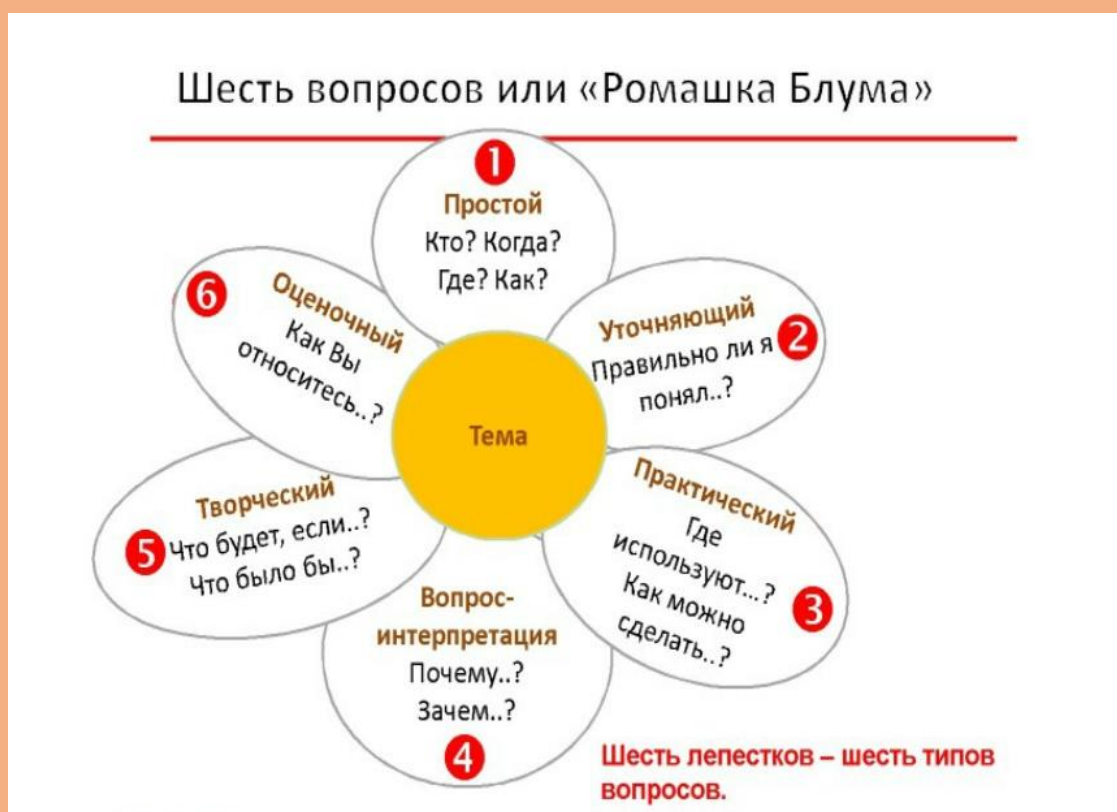 Шесть вопросов или «Ромашка Блума»
1
Простой
Кто? Когда?
Где? Как?
Уточняющий
2
Правильно ли я
понял..?
Практический
Где
используют...?
Как можно
сделать..?
3
Вопрос-
интерпретация
Почему..?
Зачем..?
4
Творческий
5
Что будет, если..?
Что было бы..?
6
Оценочный
Как Вы
относитесь..?
Тема
Шесть лепестков – шесть типов
вопросов.